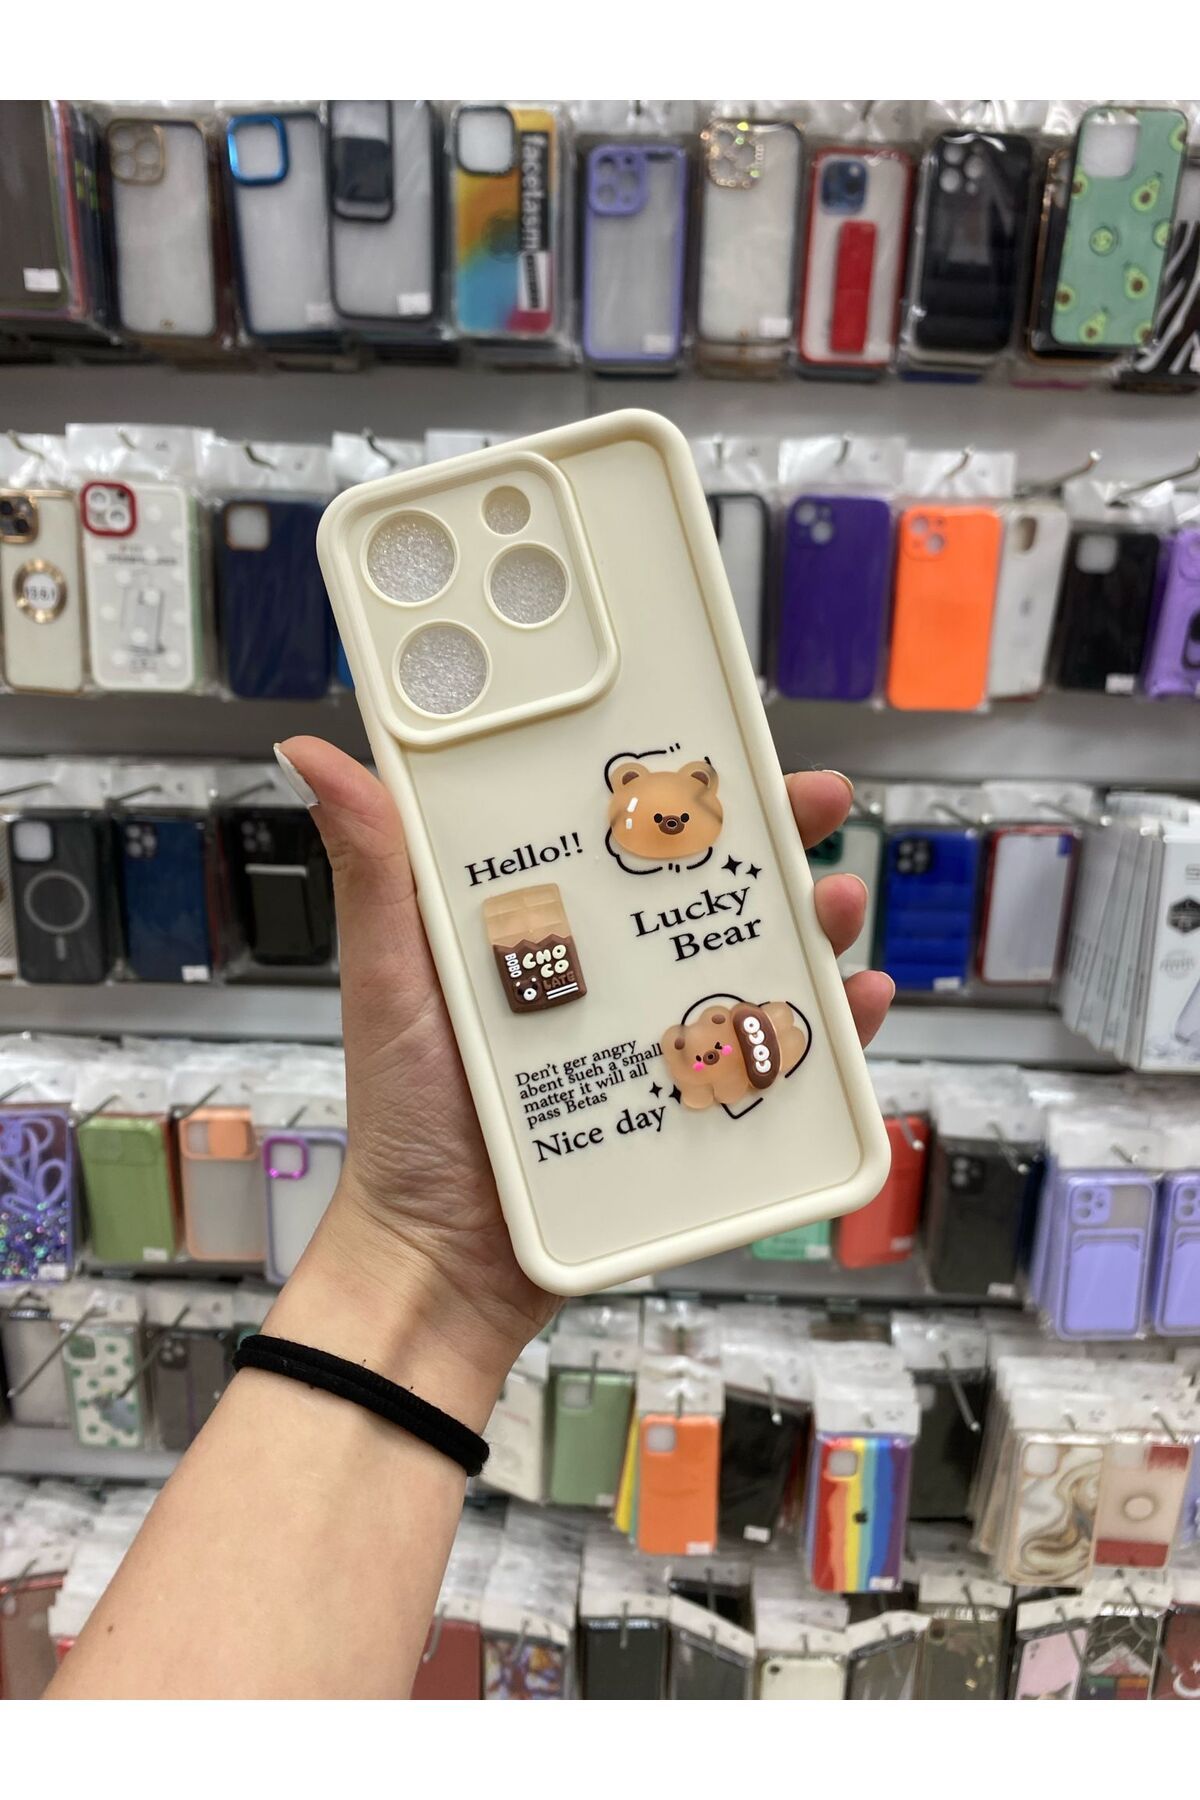 facefasm
Hello!!
Lucky
Bear
BOBO
CHO
CO
LATE
COCO
Den't ger angry
abent sueh a small
matter it will all
pass Betas
Nice day